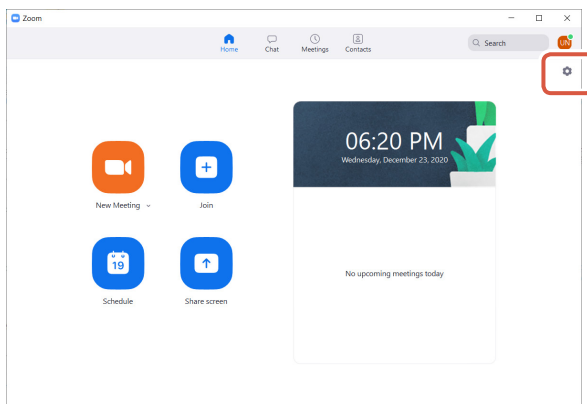 Zoom
Home
Chat
Meetings
Contacts
Search
UN
06:20 PM
Wednesday, December 23, 2020
New Meeting
Join
19
Schedule
Share screen
No upcoming meetings today